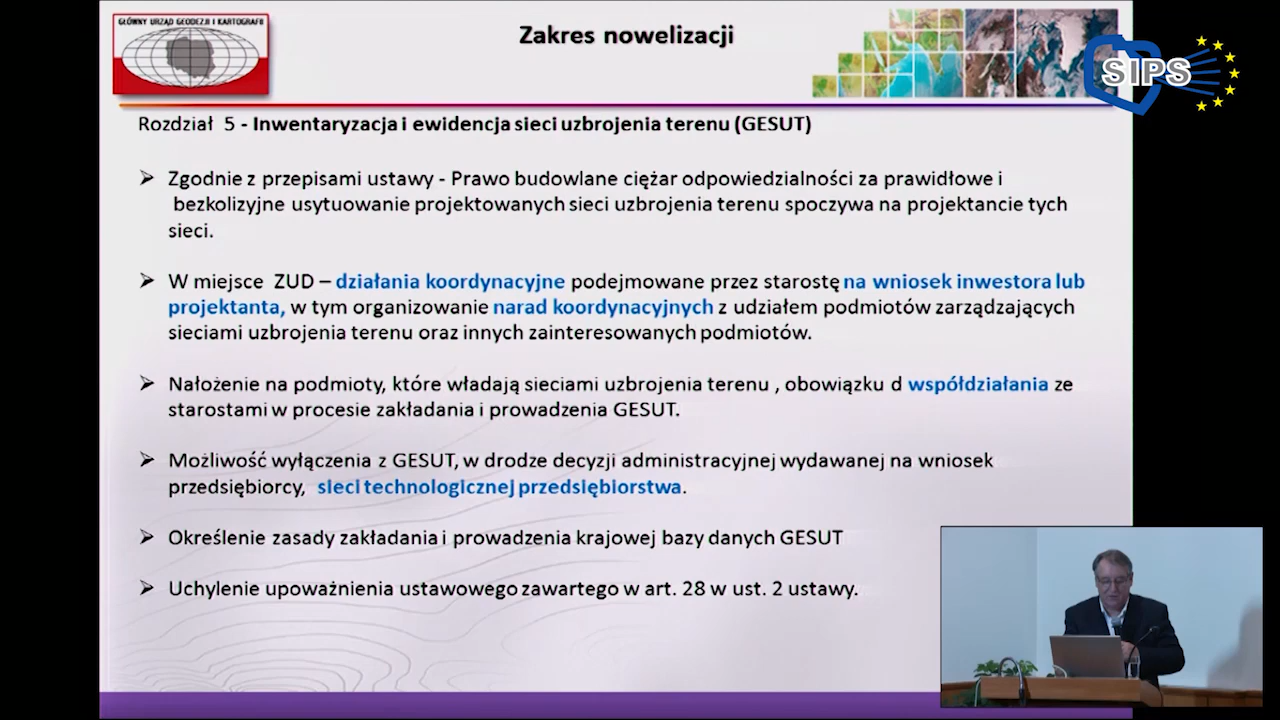 GŁÓWNY URZĄD GEODEZJI I KARTOGRAFII
Zakres nowelizacji
SIPS
Rozdział 5 - Inwentaryzacja i ewidencja sieci uzbrojenia terenu (GESUT)
Zgodnie z przepisami ustawy - Prawo budowlane ciężar odpowiedzialności za prawidłowe i
bezkolizyjne usytuowanie projektowanych sieci uzbrojenia terenu spoczywa na projektancie tych
sieci.
W miejsce ZUD – działania koordynacyjne podejmowane przez starostę na wniosek inwestora lub
projektanta, w tym organizowanie narad koordynacyjnych z udziałem podmiotów zarządzających
sieciami uzbrojenia terenu oraz innych zainteresowanych podmiotów.
Nałożenie na podmioty, które władają sieciami uzbrojenia terenu , obowiązku d współdziałania ze
starostami w procesie zakładania i prowadzenia GESUT.
Możliwość wyłączenia z GESUT, w drodze decyzji administracyjnej wydawanej na wniosek
przedsiębiorcy, sieci technologicznej przedsiębiorstwa.
Określenie zasady zakładania i prowadzenia krajowej bazy danych GESUT
Uchylenie upoważnienia ustawowego zawartego w art. 28 w ust. 2 ustawy.